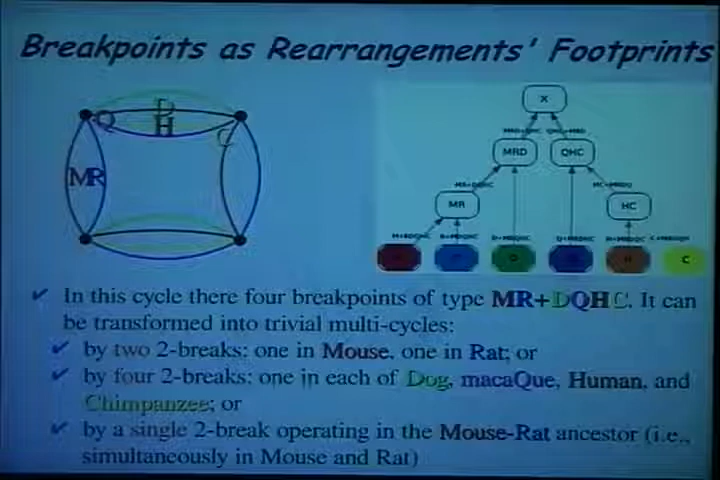 Breakpoints as Rearrangements' Footprints
D
Q H C
MR
X
MRD QHC
MR HC
C
✔ In this cycle there four breakpoints of type MR+DQHC. It can
be transformed into trivial multi-cycles:
✔ by two 2-breaks: one in Mouse, one in Rat; or
✔ by four 2-breaks: one in each of Dog, macaQue, Human, and
Chimpanzee; or
✔ by a single 2-break operating in the Mouse-Rat ancestor (i.e.,
simultaneously in Mouse and Rat)